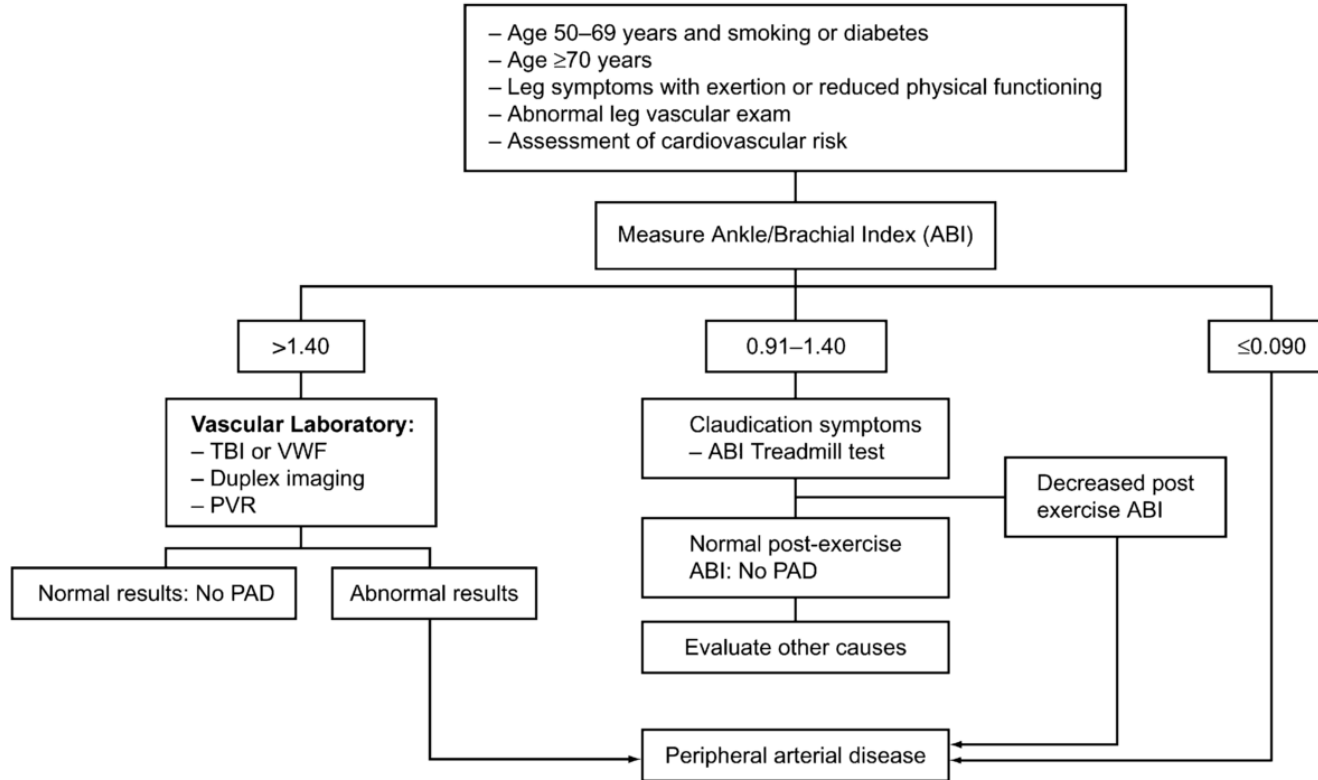 – Age 50–69 years and smoking or diabetes
– Age ≥70 years
– Leg symptoms with exertion or reduced physical functioning
– Abnormal leg vascular exam
– Assessment of cardiovascular risk
Measure Ankle/Brachial Index (ABI)
>1.40
0.91–1.40
≤0.090
Vascular Laboratory:
– TBI or VWF
– Duplex imaging
– PVR
Claudication symptoms
– ABI Treadmill test
Decreased post
exercise ABI
Normal post-exercise
ABI: No PAD
Normal results: No PAD
Abnormal results
Evaluate other causes
Peripheral arterial disease